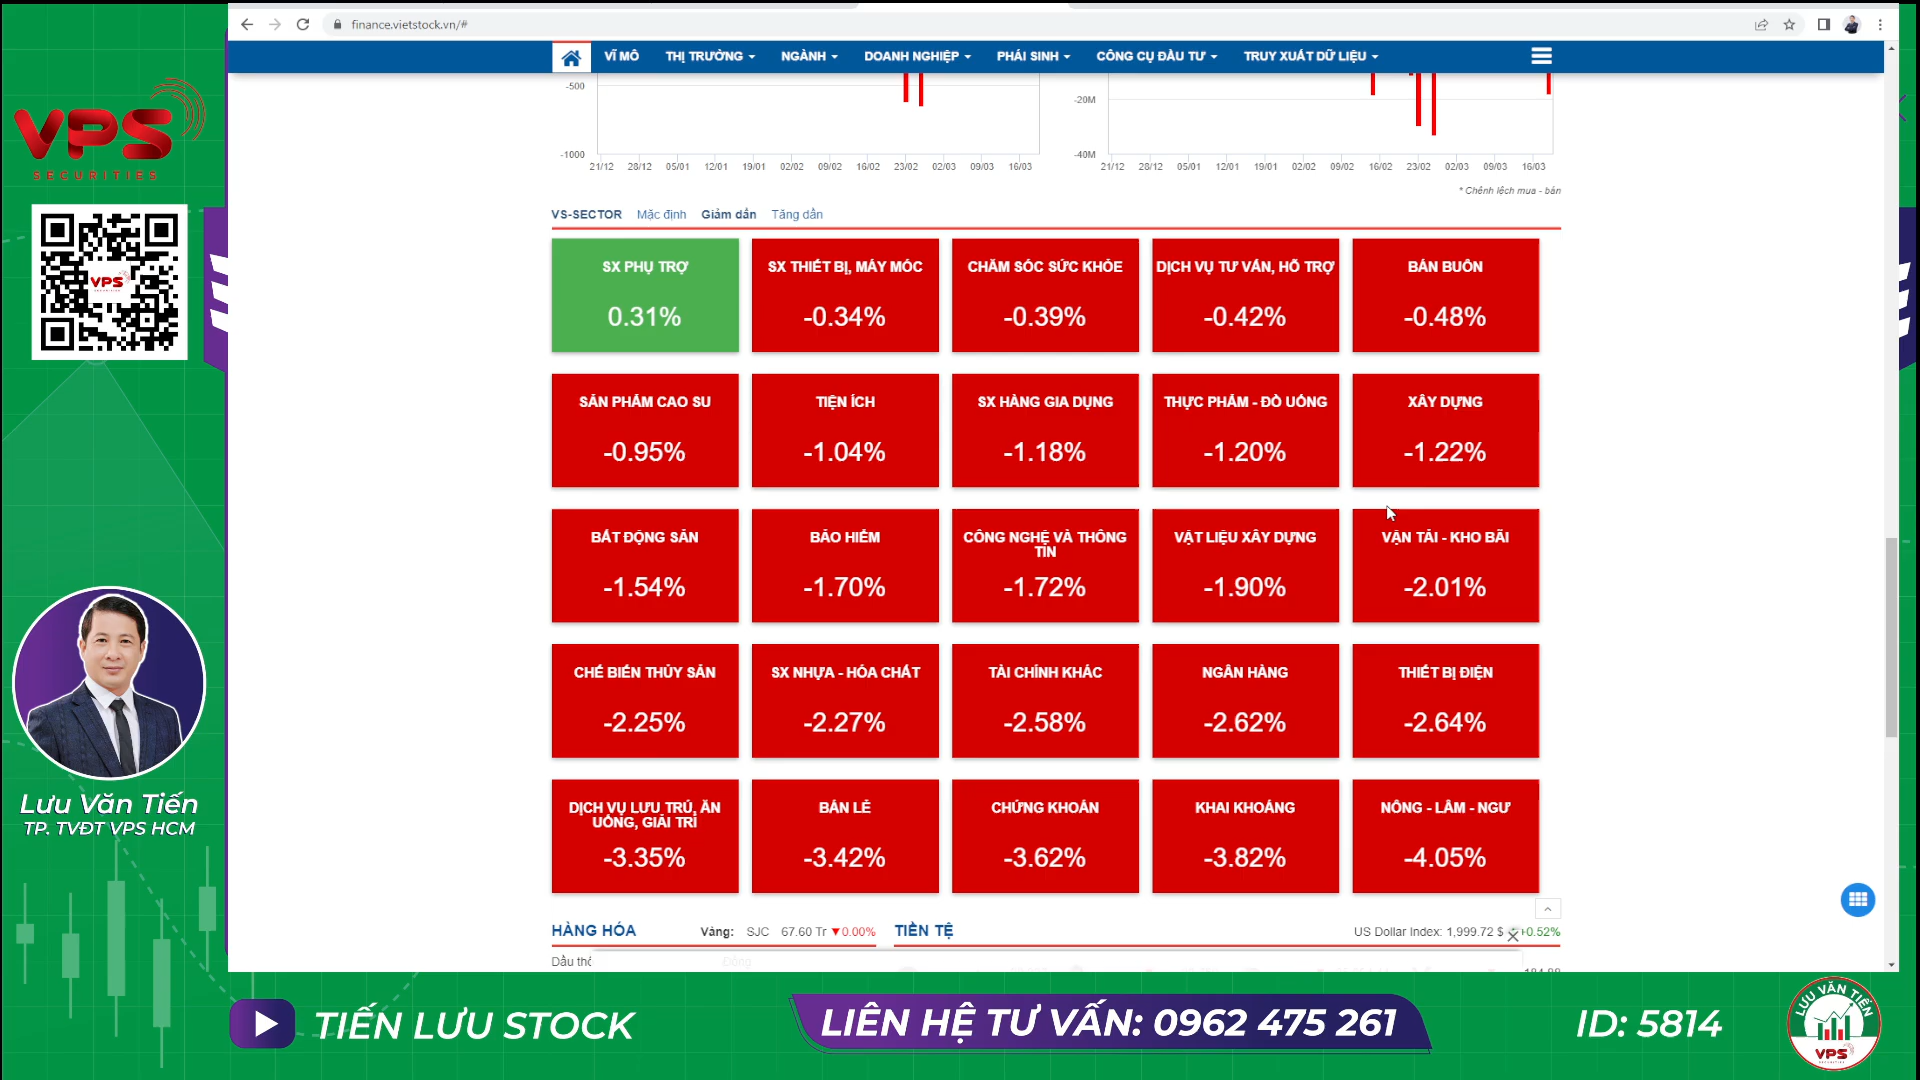 finance.vietstock.vn/#
VĨ MÔ THỊ TRƯỜNG NGÀNH DOANH NGHIỆP PHÁI SINH CÔNG CỤ ĐẦU TƯ TRUY XUẤT DỮ LIỆU
VPS
SECURITIES
VPS
-500
-1000
21/12 28/12 05/01 12/01 19/01 02/02 09/02 16/02 23/02 02/03 09/03 16/03
-20M
-40M
21/12 28/12 05/01 12/01 19/01 02/02 09/02 16/02 23/02 02/03 09/03 16/03
* Chênh lệch mua - bán
VS-SECTOR Mặc định Giảm dần Tăng dần
SX PHỤ TRỢ
0.31%
SX THIẾT BỊ, MÁY MÓC
-0.34%
CHĂM SÓC SỨC KHỎE
-0.39%
DỊCH VỤ TƯ VẤN, HỖ TRỢ
-0.42%
BÁN BUÔN
-0.48%
SẢN PHẨM CAO SU
-0.95%
TIỆN ÍCH
-1.04%
SX HÀNG GIA DỤNG
-1.18%
THỰC PHẨM - ĐỒ UỐNG
-1.20%
XÂY DỰNG
-1.22%
BẤT ĐỘNG SẢN
-1.54%
BẢO HIỂM
-1.70%
CÔNG NGHỆ VÀ THÔNG
TIN
-1.72%
VẬT LIỆU XÂY DỰNG
-1.90%
VẬN TẢI - KHO BÃI
-2.01%
CHẾ BIẾN THỦY SẢN
-2.25%
SX NHỰA - HÓA CHẤT
-2.27%
TÀI CHÍNH KHÁC
-2.58%
NGÂN HÀNG
-2.62%
THIẾT BỊ ĐIỆN
-2.64%
DỊCH VỤ LƯU TRÚ, ĂN
UỐNG, GIẢI TRÍ
-3.35%
BÁN LẺ
-3.42%
CHỨNG KHOÁN
-3.62%
KHAI KHOÁNG
-3.82%
NÔNG - LÂM - NGƯ
-4.05%
HÀNG HÓA Vàng: SJC 67.60 Tr ▼0.00%
TIỀN TỆ US Dollar Index: 1,999.72 $ +0.52%
Dầu thô
Lưu Văn Tiến
TP. TVĐT VPS HCM
TIẾN LƯU STOCK
LIÊN HỆ TƯ VẤN: 0962 475 261
ID: 5814
LƯU VĂN TIẾN
VPS